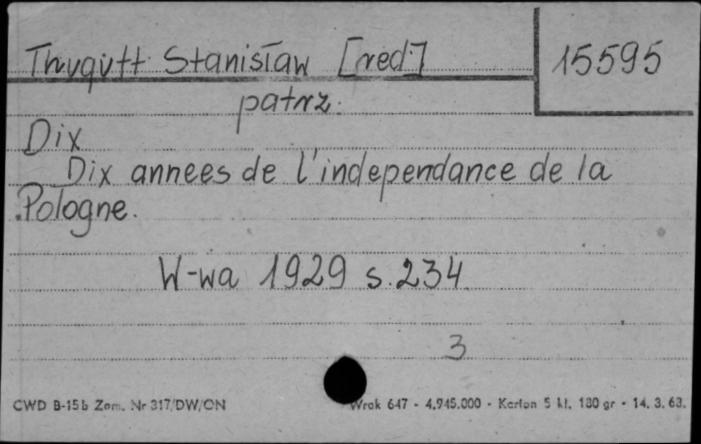 Thugutt Stanisław [red.]
15595
patrz:
Dix
Dix annees de l'independance de la
Pologne.
W-wa 1929 s. 234
3
CWD B-15b Zam. Nr 317/DW/ON
Wrok 647 - 4.945.000 - Karton 5 kl. 180 gr - 14. 3. 63.